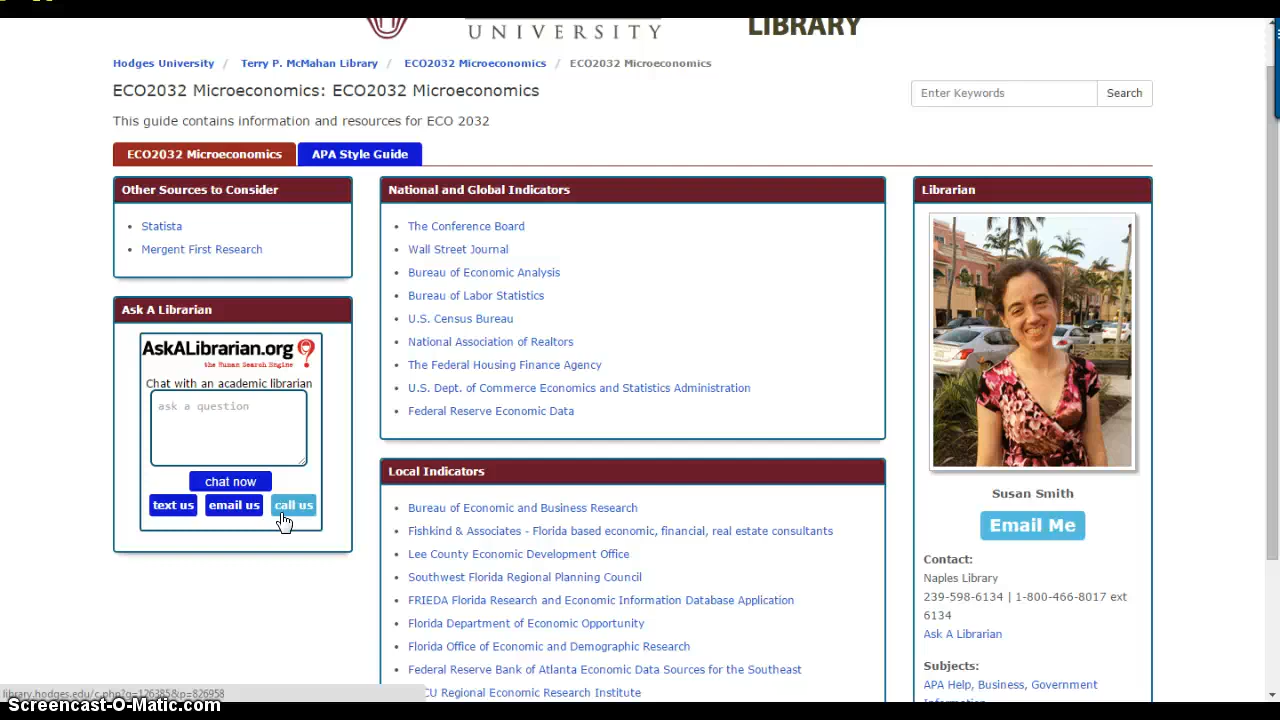 UNIVERSITY
LIBRARY
Hodges University / Terry P. McMahan Library / ECO2032 Microeconomics / ECO2032 Microeconomics
ECO2032 Microeconomics: ECO2032 Microeconomics
Enter Keywords
Search
This guide contains information and resources for ECO 2032
ECO2032 Microeconomics
APA Style Guide
Other Sources to Consider
Statista
Mergent First Research
Ask A Librarian
AskALibrarian.org
the Human Search Engine
Chat with an academic librarian
ask a question
chat now
text us
email us
call us
National and Global Indicators
The Conference Board
Wall Street Journal
Bureau of Economic Analysis
Bureau of Labor Statistics
U.S. Census Bureau
National Association of Realtors
The Federal Housing Finance Agency
U.S. Dept. of Commerce Economics and Statistics Administration
Federal Reserve Economic Data
Local Indicators
Bureau of Economic and Business Research
Fishkind & Associates - Florida based economic, financial, real estate consultants
Lee County Economic Development Office
Southwest Florida Regional Planning Council
FRIEDA Florida Research and Economic Information Database Application
Florida Department of Economic Opportunity
Florida Office of Economic and Demographic Research
Federal Reserve Bank of Atlanta Economic Data Sources for the Southeast
Regional Economic Research Institute
Librarian
Susan Smith
Email Me
Contact:
Naples Library
239-598-6134 | 1-800-466-8017 ext
6134
Ask A Librarian
Subjects:
APA Help, Business, Government
library.hodges.edu/c.php?g=126385&p=826958
Screencast-O-Matic.com